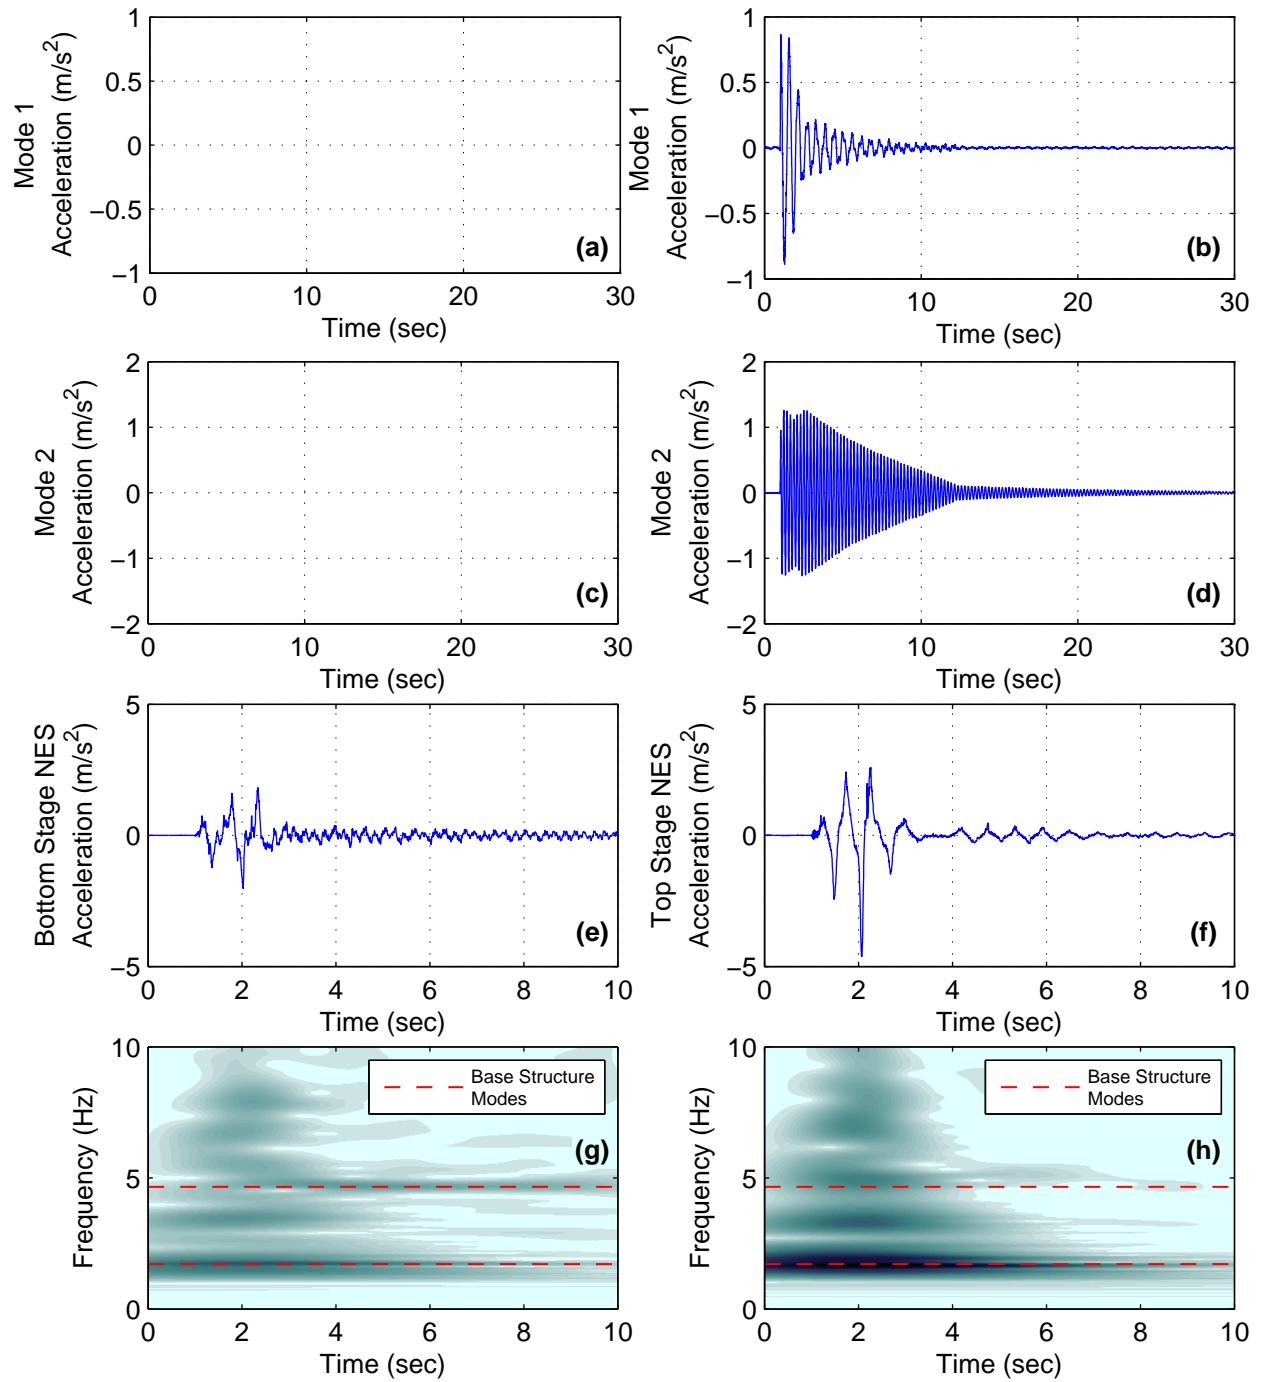 Mode 1
Acceleration (m/s2)
1
0.5
0
−0.5
−1
(a)
0 10 20 30
Time (sec)
Mode 1
Acceleration (m/s2)
1
0.5
0
−0.5
−1
(b)
0 10 20 30
Time (sec)
Mode 2
Acceleration (m/s2)
2
1
0
−1
−2
(c)
0 10 20 30
Time (sec)
Mode 2
Acceleration (m/s2)
2
1
0
−1
−2
(d)
0 10 20 30
Time (sec)
Bottom Stage NES
Acceleration (m/s2)
5
0
−5
(e)
0 2 4 6 8 10
Time (sec)
Top Stage NES
Acceleration (m/s2)
5
0
−5
(f)
0 2 4 6 8 10
Time (sec)
Frequency (Hz)
10
5
0
Base Structure
Modes
(g)
0 2 4 6 8 10
Time (sec)
Frequency (Hz)
10
5
0
Base Structure
Modes
(h)
0 2 4 6 8 10
Time (sec)